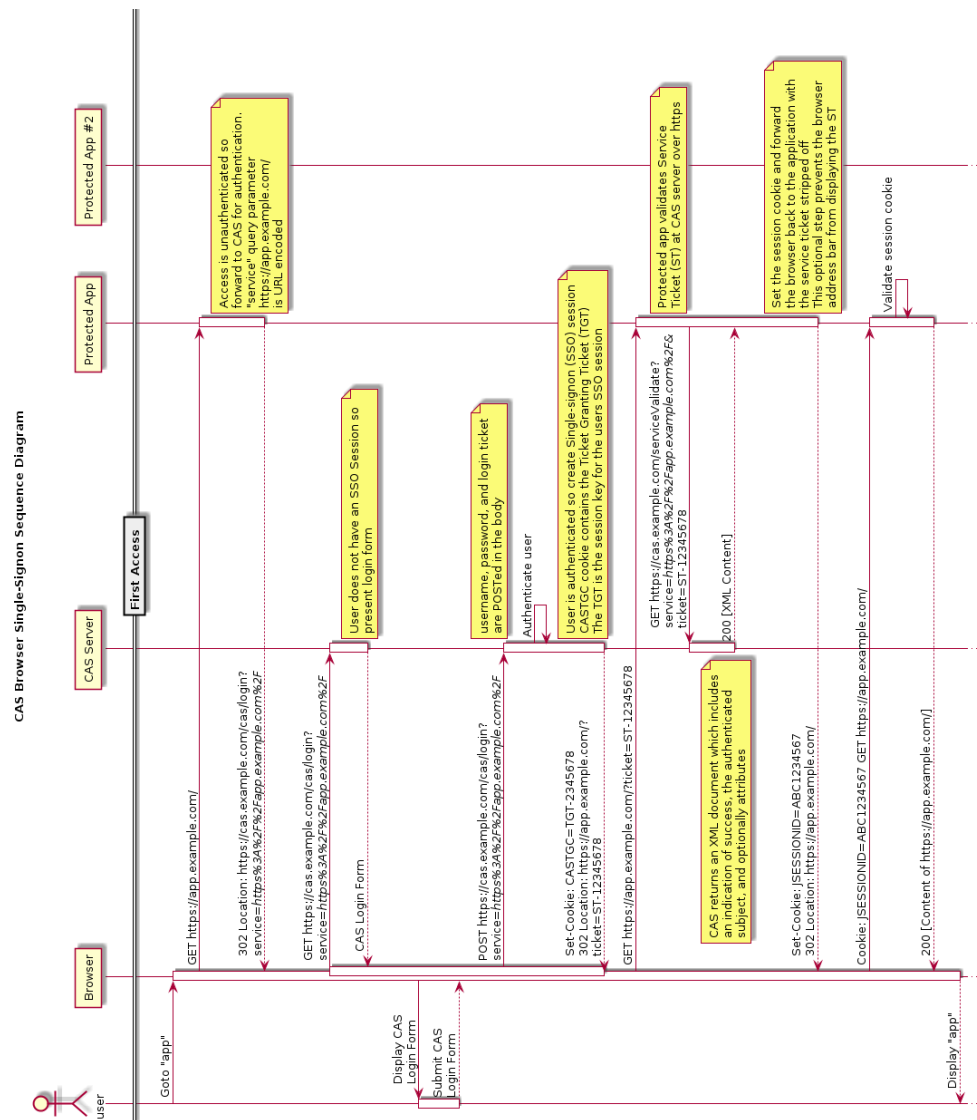 CAS Browser Single-Signon Sequence Diagram
user
Browser
CAS Server
Protected App
Protected App #2
First Access
Goto "app"
GET https://app.example.com/
Access is unauthenticated so
forward to CAS for authentication.
"service" query parameter
https://app.example.com/
is URL encoded
302 Location: https://cas.example.com/cas/login?
service=https%3A%2F%2Fapp.example.com%2F
GET https://cas.example.com/cas/login?
service=https%3A%2F%2Fapp.example.com%2F
User does not have an SSO Session so
present login form
CAS Login Form
Display CAS
Login Form
Submit CAS
Login Form
POST https://cas.example.com/cas/login?
service=https%3A%2F%2Fapp.example.com%2F
username, password, and login ticket
are POSTed in the body
Authenticate user
User is authenticated so create Single-signon (SSO) session
CASTGC cookie contains the Ticket Granting Ticket (TGT)
The TGT is the session key for the users SSO session
Set-Cookie: CASTGC=TGT-2345678
302 Location: https://app.example.com/?
ticket=ST-12345678
GET https://app.example.com/?ticket=ST-12345678
Protected app validates Service
Ticket (ST) at CAS server over https
GET https://cas.example.com/serviceValidate?
service=https%3A%2F%2Fapp.example.com%2F&
ticket=ST-12345678
CAS returns an XML document which includes
an indication of success, the authenticated
subject, and optionally attributes
200 [XML Content]
Set the session cookie and forward
the browser back to the application with
the service ticket stripped off
This optional step prevents the browser
address bar from displaying the ST
Set-Cookie: JSESSIONID=ABC1234567
302 Location: https://app.example.com/
Cookie: JSESSIONID=ABC1234567 GET https://app.example.com/
Validate session cookie
200 [Content of https://app.example.com/]
Display "app"